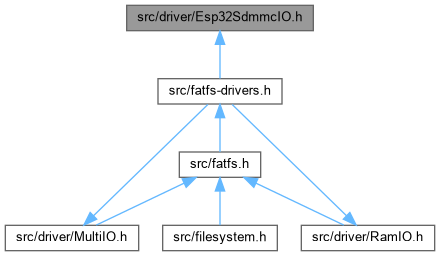 src/driver/Esp32SdmmcIO.h
src/fatfs-drivers.h
src/fatfs.h
src/driver/MultiIO.h
src/filesystem.h
src/driver/RamIO.h